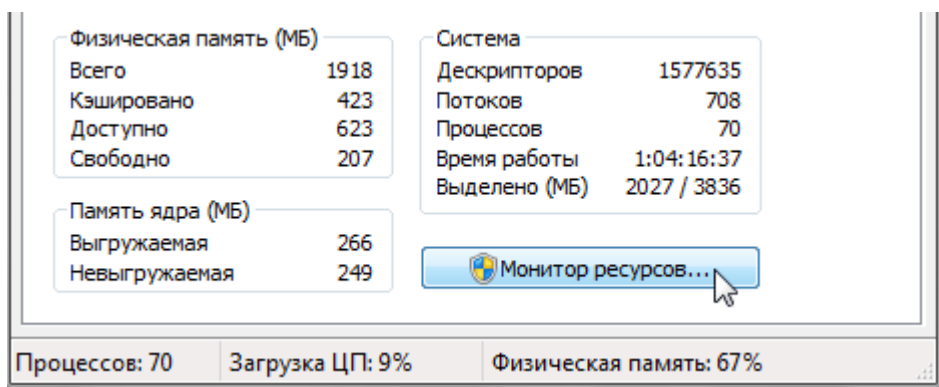 Физическая память (МБ)
Всего 1918
Кэшировано 423
Доступно 623
Свободно 207
Память ядра (МБ)
Выгружаемая 266
Невыгружаемая 249
Система
Дескрипторов 1577635
Потоков 708
Процессов 70
Время работы 1:04:16:37
Выделено (МБ) 2027 / 3836
Монитор ресурсов...
Процессов: 70 Загрузка ЦП: 9% Физическая память: 67%